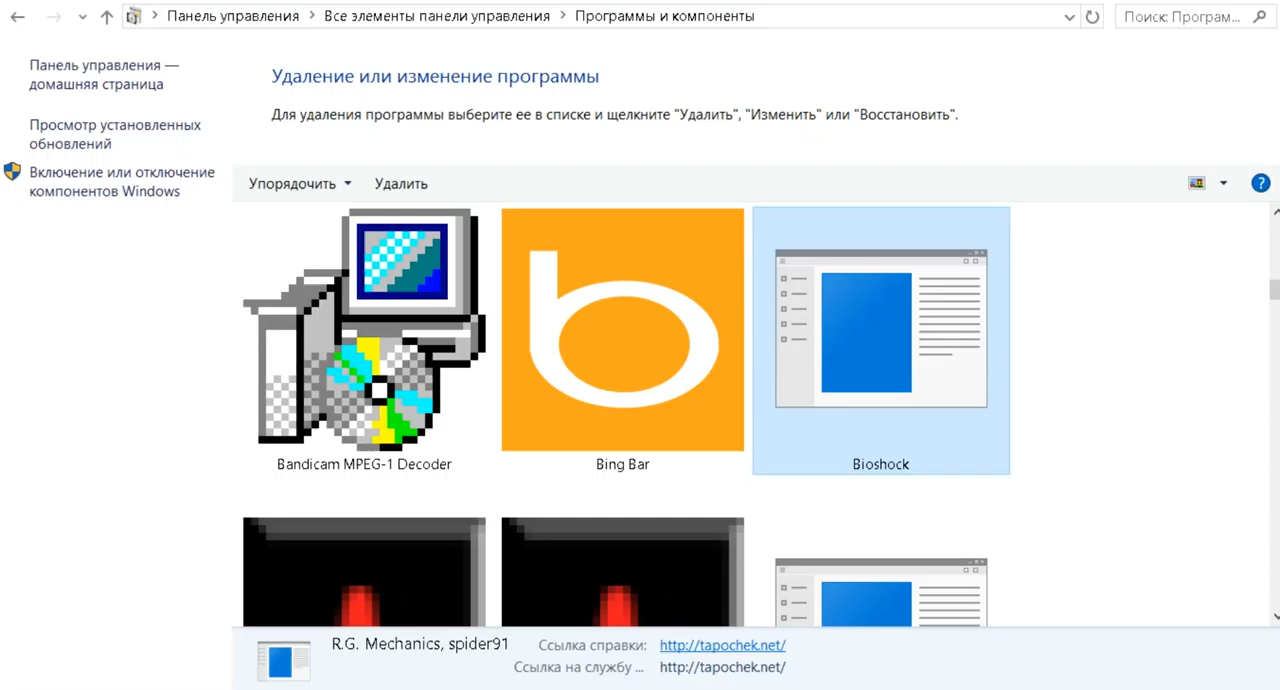 Панель управления
Все элементы панели управления
Программы и компоненты
Поиск: Програм...
Панель управления —
домашняя страница
Просмотр установленных
обновлений
Включение или отключение
компонентов Windows
Удаление или изменение программы
Для удаления программы выберите ее в списке и щелкните "Удалить", "Изменить" или "Восстановить".
Упорядочить
Удалить
?
Bandicam MPEG-1 Decoder
Bing Bar
Bioshock
R.G. Mechanics, spider91
Ссылка справки: http://tapochek.net/
Ссылка на службу ... http://tapochek.net/